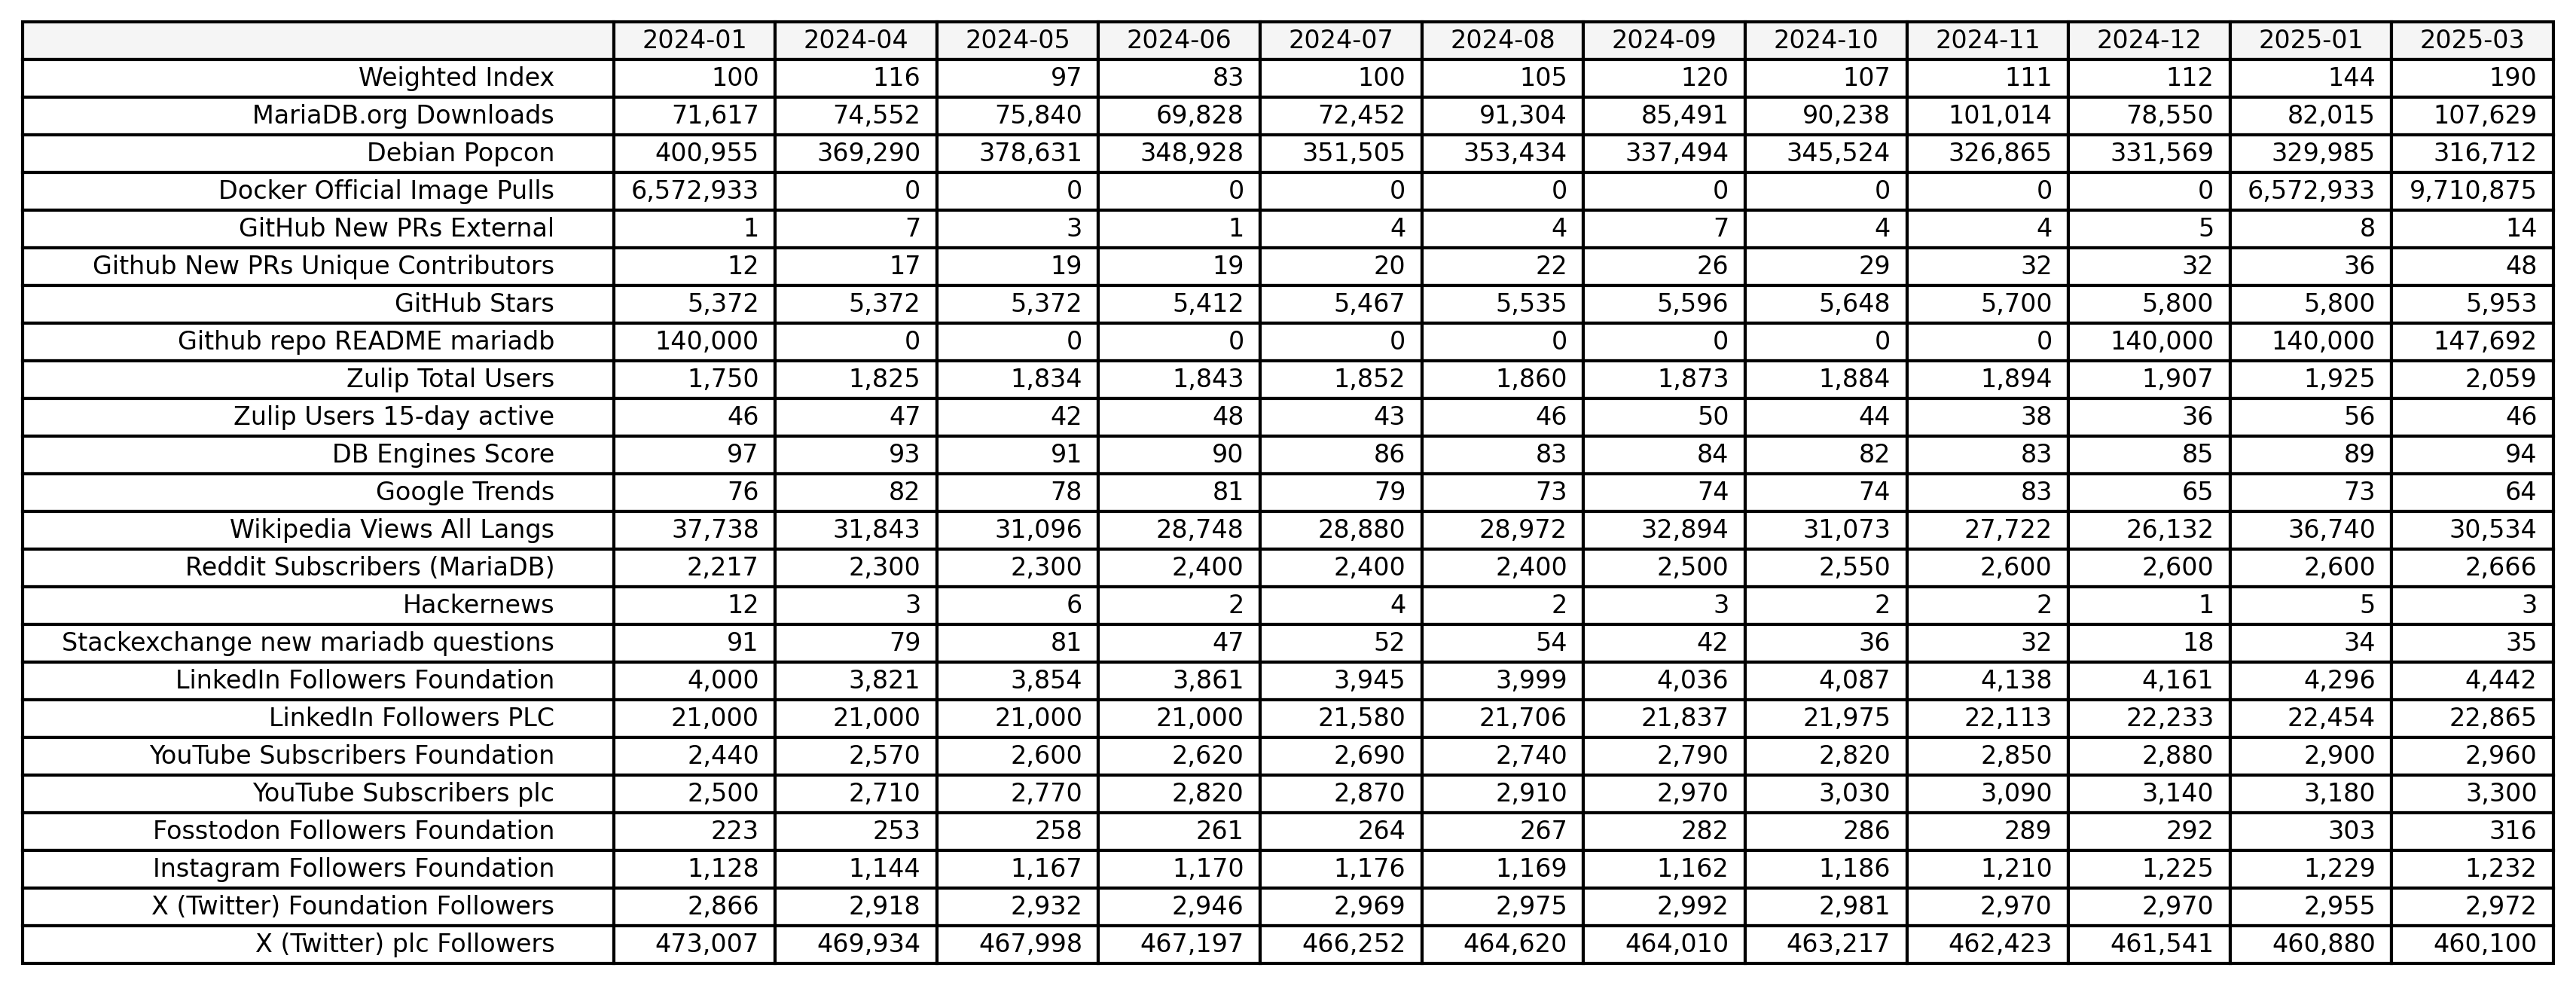 2024-01 2024-04 2024-05 2024-06 2024-07 2024-08 2024-09 2024-10 2024-11 2024-12 2025-01 2025-03
Weighted Index 100 116 97 83 100 105 120 107 111 112 144 190
MariaDB.org Downloads 71,617 74,552 75,840 69,828 72,452 91,304 85,491 90,238 101,014 78,550 82,015 107,629
Debian Popcon 400,955 369,290 378,631 348,928 351,505 353,434 337,494 345,524 326,865 331,569 329,985 316,712
Docker Official Image Pulls 6,572,933 0 0 0 0 0 0 0 0 0 6,572,933 9,710,875
GitHub New PRs External 1 7 3 1 4 4 7 4 4 5 8 14
Github New PRs Unique Contributors 12 17 19 19 20 22 26 29 32 32 36 48
GitHub Stars 5,372 5,372 5,372 5,412 5,467 5,535 5,596 5,648 5,700 5,800 5,800 5,953
Github repo README mariadb 140,000 0 0 0 0 0 0 0 0 140,000 140,000 147,692
Zulip Total Users 1,750 1,825 1,834 1,843 1,852 1,860 1,873 1,884 1,894 1,907 1,925 2,059
Zulip Users 15-day active 46 47 42 48 43 46 50 44 38 36 56 46
DB Engines Score 97 93 91 90 86 83 84 82 83 85 89 94
Google Trends 76 82 78 81 79 73 74 74 83 65 73 64
Wikipedia Views All Langs 37,738 31,843 31,096 28,748 28,880 28,972 32,894 31,073 27,722 26,132 36,740 30,534
Reddit Subscribers (MariaDB) 2,217 2,300 2,300 2,400 2,400 2,400 2,500 2,550 2,600 2,600 2,600 2,666
Hackernews 12 3 6 2 4 2 3 2 2 1 5 3
Stackexchange new mariadb questions 91 79 81 47 52 54 42 36 32 18 34 35
LinkedIn Followers Foundation 4,000 3,821 3,854 3,861 3,945 3,999 4,036 4,087 4,138 4,161 4,296 4,442
LinkedIn Followers PLC 21,000 21,000 21,000 21,000 21,580 21,706 21,837 21,975 22,113 22,233 22,454 22,865
YouTube Subscribers Foundation 2,440 2,570 2,600 2,620 2,690 2,740 2,790 2,820 2,850 2,880 2,900 2,960
YouTube Subscribers plc 2,500 2,710 2,770 2,820 2,870 2,910 2,970 3,030 3,090 3,140 3,180 3,300
Fosstodon Followers Foundation 223 253 258 261 264 267 282 286 289 292 303 316
Instagram Followers Foundation 1,128 1,144 1,167 1,170 1,176 1,169 1,162 1,186 1,210 1,225 1,229 1,232
X (Twitter) Foundation Followers 2,866 2,918 2,932 2,946 2,969 2,975 2,992 2,981 2,970 2,970 2,955 2,972
X (Twitter) plc Followers 473,007 469,934 467,998 467,197 466,252 464,620 464,010 463,217 462,423 461,541 460,880 460,100